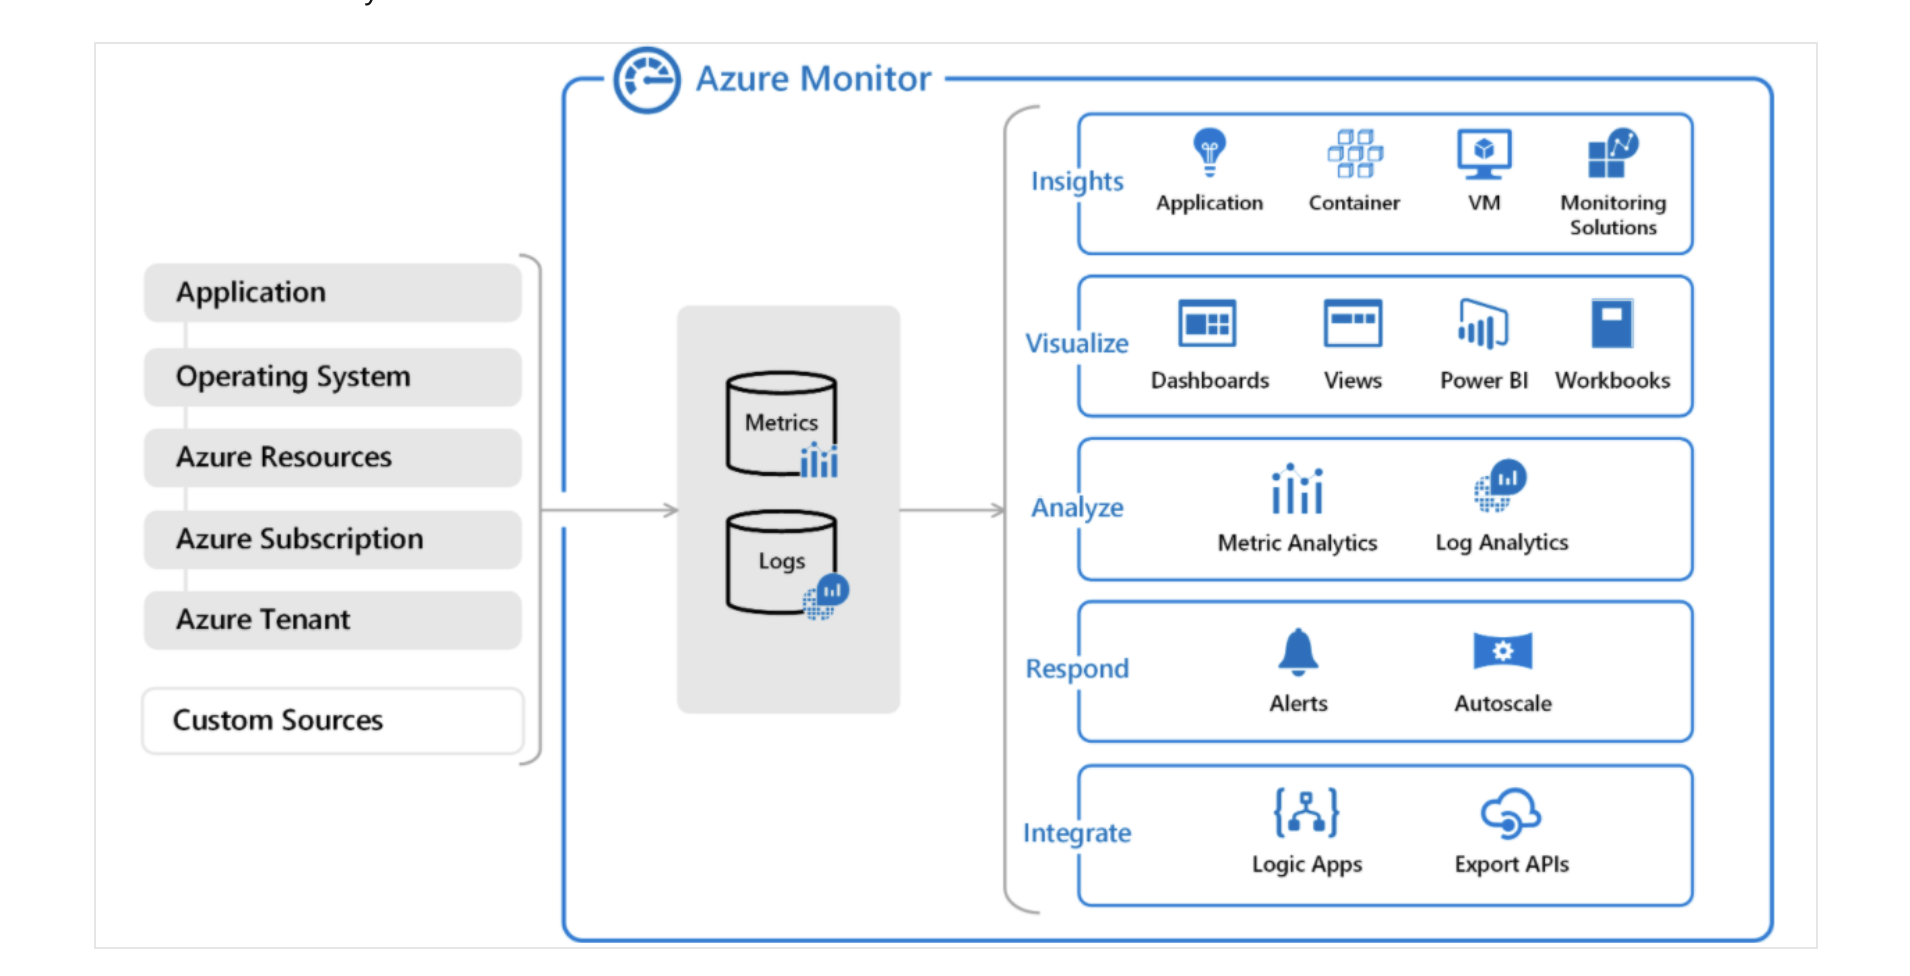 Azure Monitor
Application
Operating System
Azure Resources
Azure Subscription
Azure Tenant
Custom Sources
Metrics
Logs
Insights
Application
Container
VM
Monitoring
Solutions
Visualize
Dashboards
Views
Power BI
Workbooks
Analyze
Metric Analytics
Log Analytics
Respond
Alerts
Autoscale
Integrate
Logic Apps
Export APIs